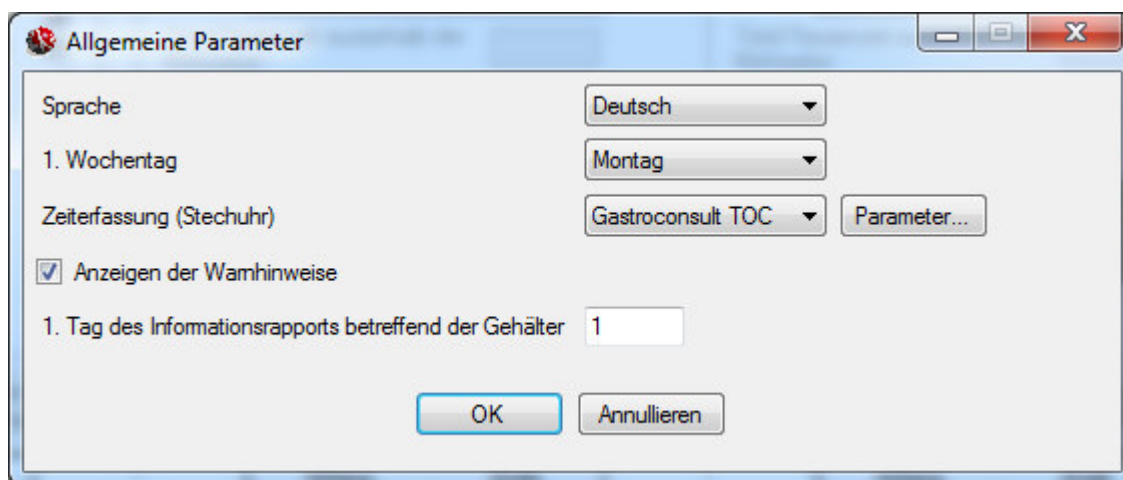 Allgemeine Parameter
Sprache Deutsch
1. Wochentag Montag
Zeiterfassung (Stechuhr) Gastroconsult TOC Parameter...
Anzeigen der Warnhinweise
1. Tag des Informationsrapports betreffend der Gehälter 1
OK Annullieren